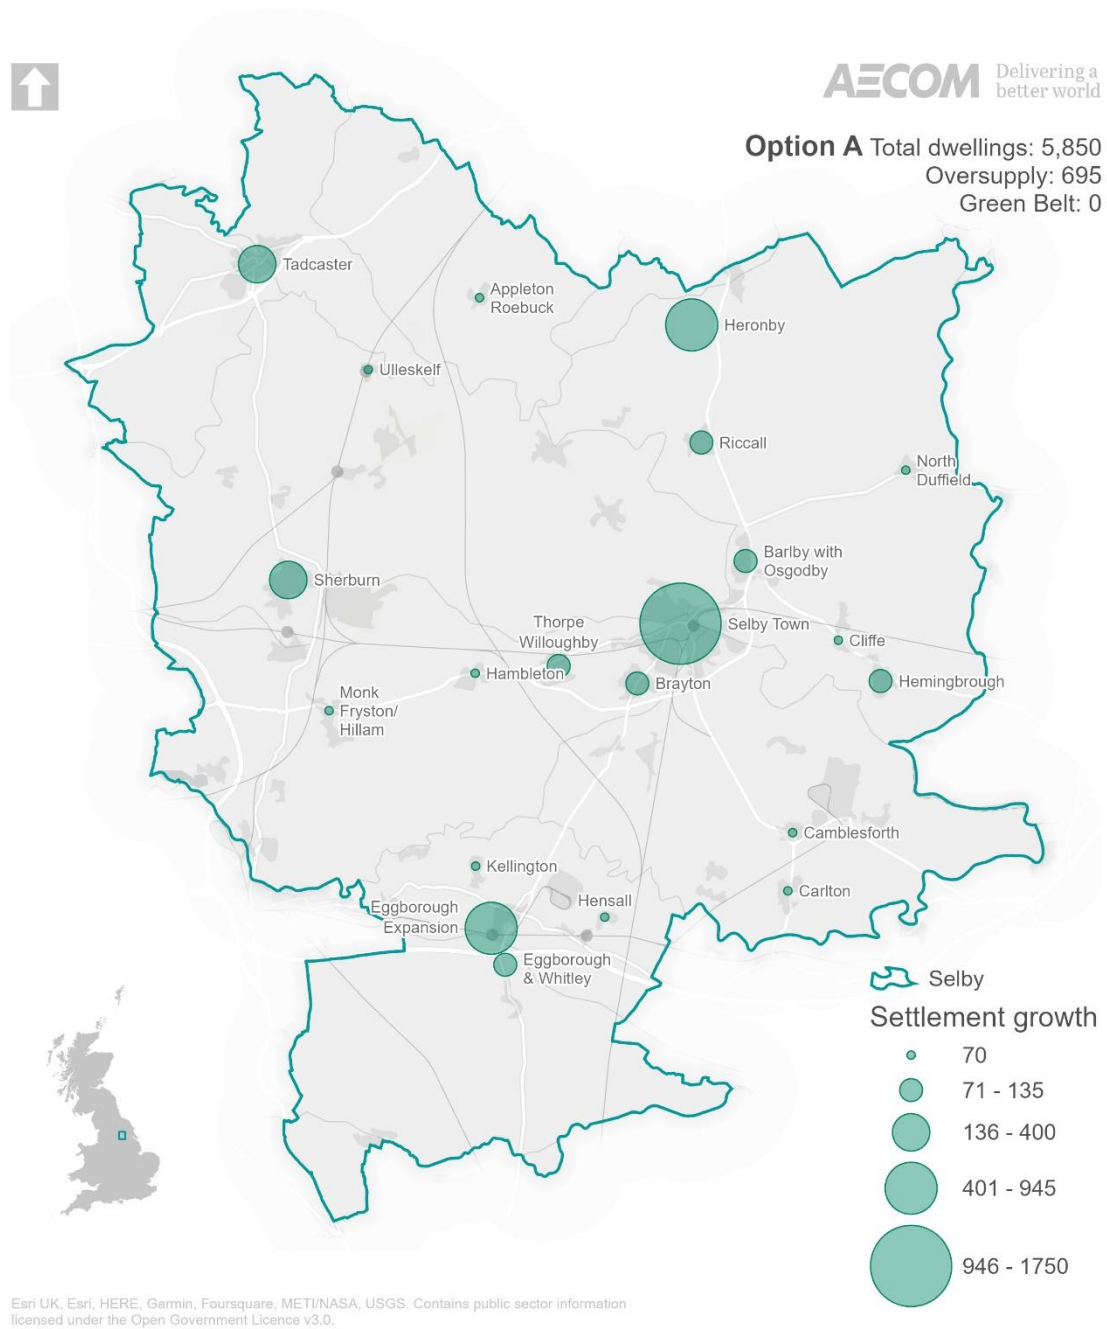 AECOM Delivering a
better world
Option A Total dwellings: 5,850
Oversupply: 695
Green Belt: 0
Tadcaster
Appleton
Roebuck
Heronby
Ulleskelf
Riccall
North
Duffield
Barlby with
Osgodby
Sherburn
Thorpe
Willoughby
Selby Town
Cliffe
Hambleton
Brayton
Hemingbrough
Monk
Fryston/
Hillam
Camblesforth
Kellington
Carlton
Hensall
Eggborough
Expansion
Eggborough
& Whitley
Selby
Settlement growth
70
71 - 135
136 - 400
401 - 945
946 - 1750
Esri UK, Esri, HERE, Garmin, Foursquare, METI/NASA, USGS. Contains public sector information
licensed under the Open Government Licence v3.0.